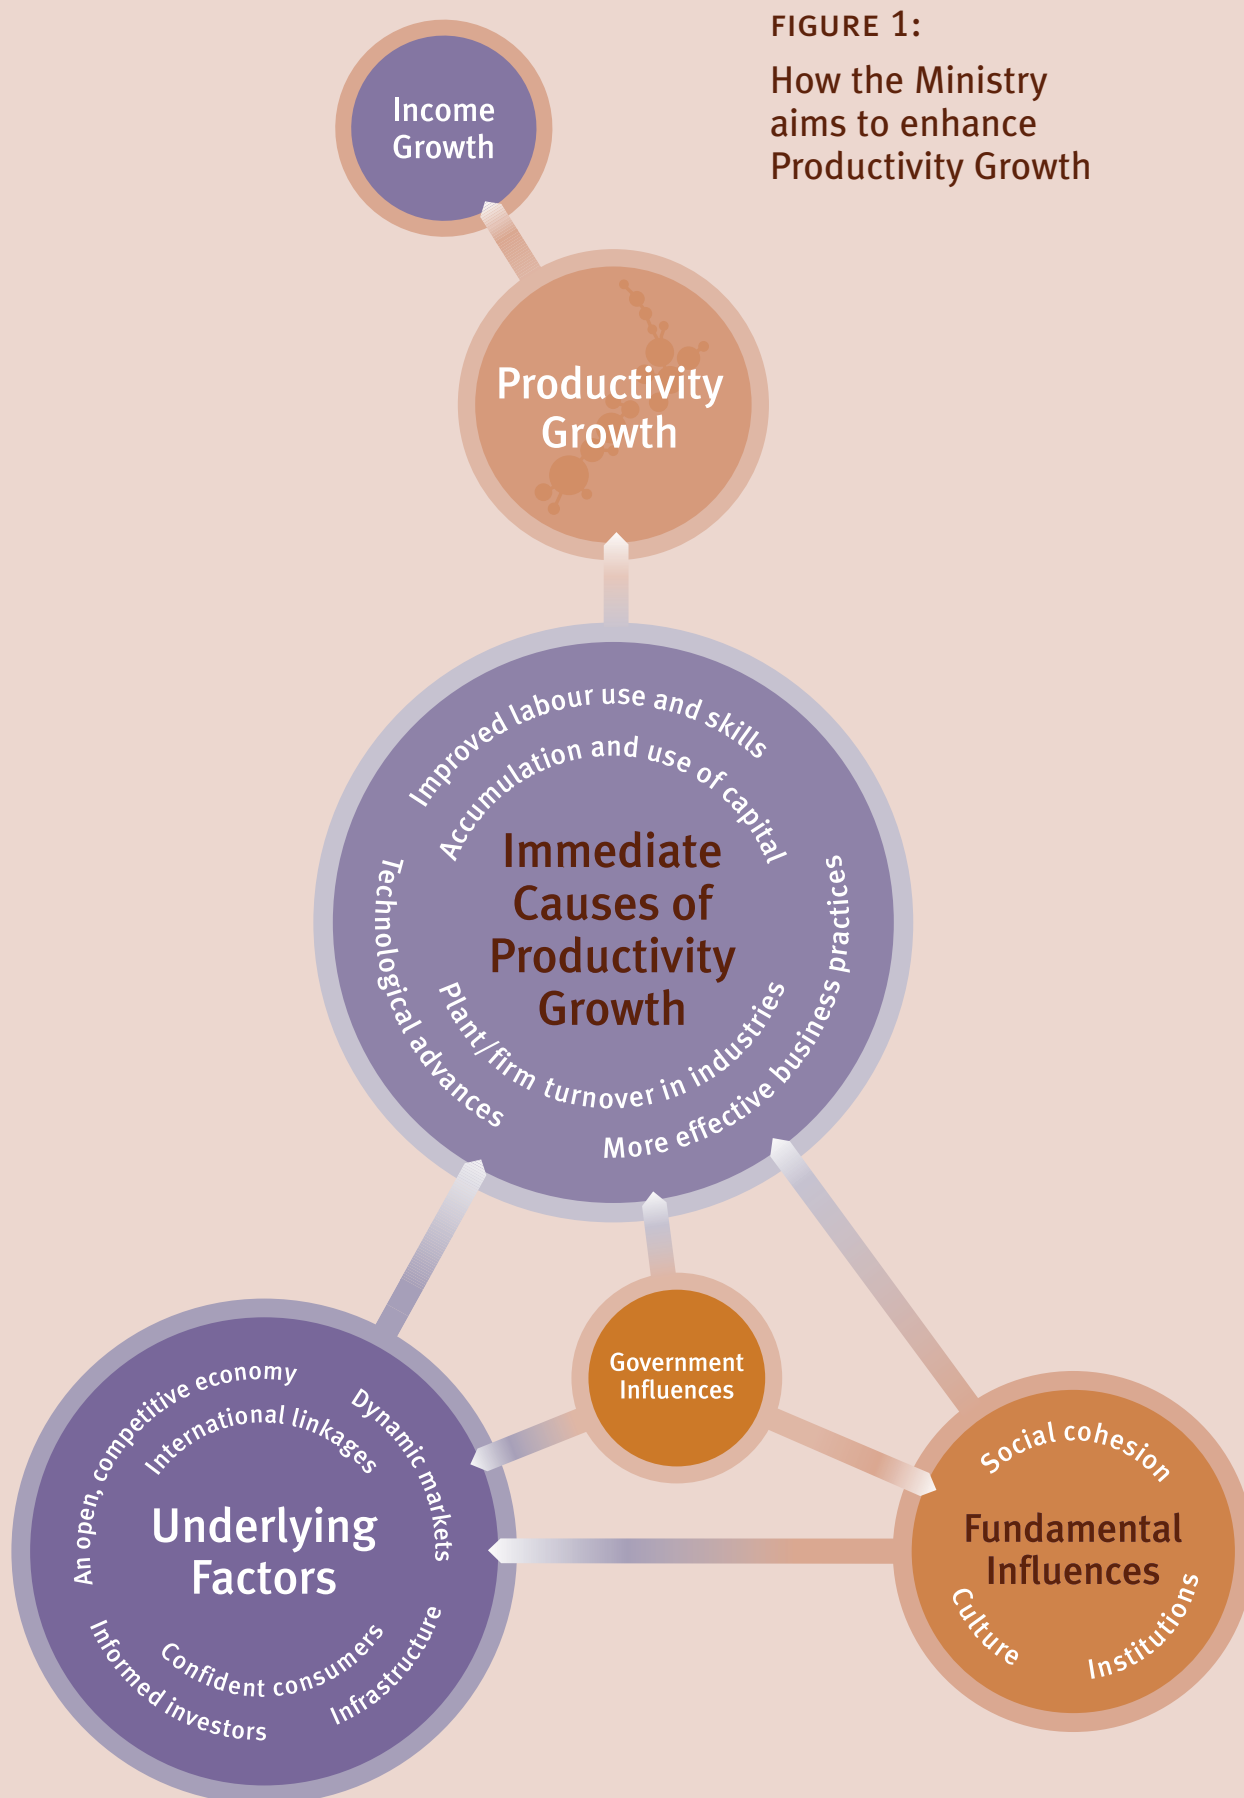 FIGURE 1:
How the Ministry
aims to enhance
Productivity Growth
Income
Growth
Productivity
Growth
Improved labour use and skills
Accumulation and use of capital
Immediate
Causes of
Productivity
Growth
Technological advances
Plant/firm turnover in industries
More effective business practices
Government
Influences
An open, competitive economy
International linkages
Dynamic markets
Underlying
Factors
Informed investors
Confident consumers
Infrastructure
Social cohesion
Fundamental
Influences
Culture
Institutions